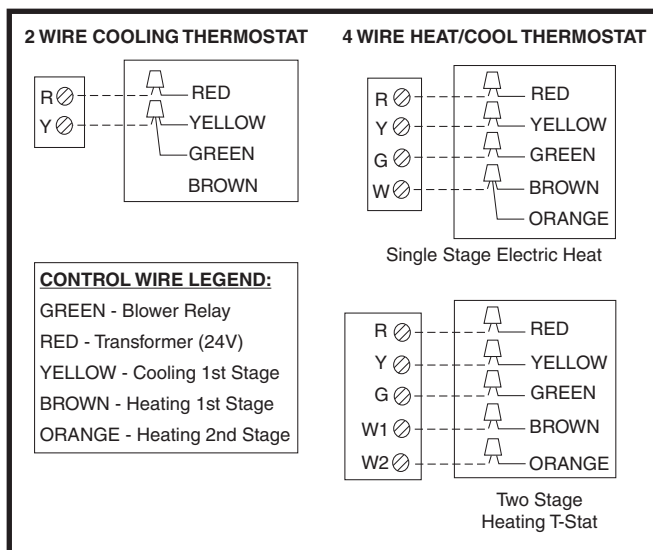 2 WIRE COOLING THERMOSTAT
R
Y
RED
YELLOW
GREEN
BROWN
CONTROL WIRE LEGEND:
GREEN - Blower Relay
RED - Transformer (24V)
YELLOW - Cooling 1st Stage
BROWN - Heating 1st Stage
ORANGE - Heating 2nd Stage
4 WIRE HEAT/COOL THERMOSTAT
R
Y
G
W
RED
YELLOW
GREEN
BROWN
ORANGE
Single Stage Electric Heat
R
Y
G
W1
W2
RED
YELLOW
GREEN
BROWN
ORANGE
Two Stage
Heating T-Stat